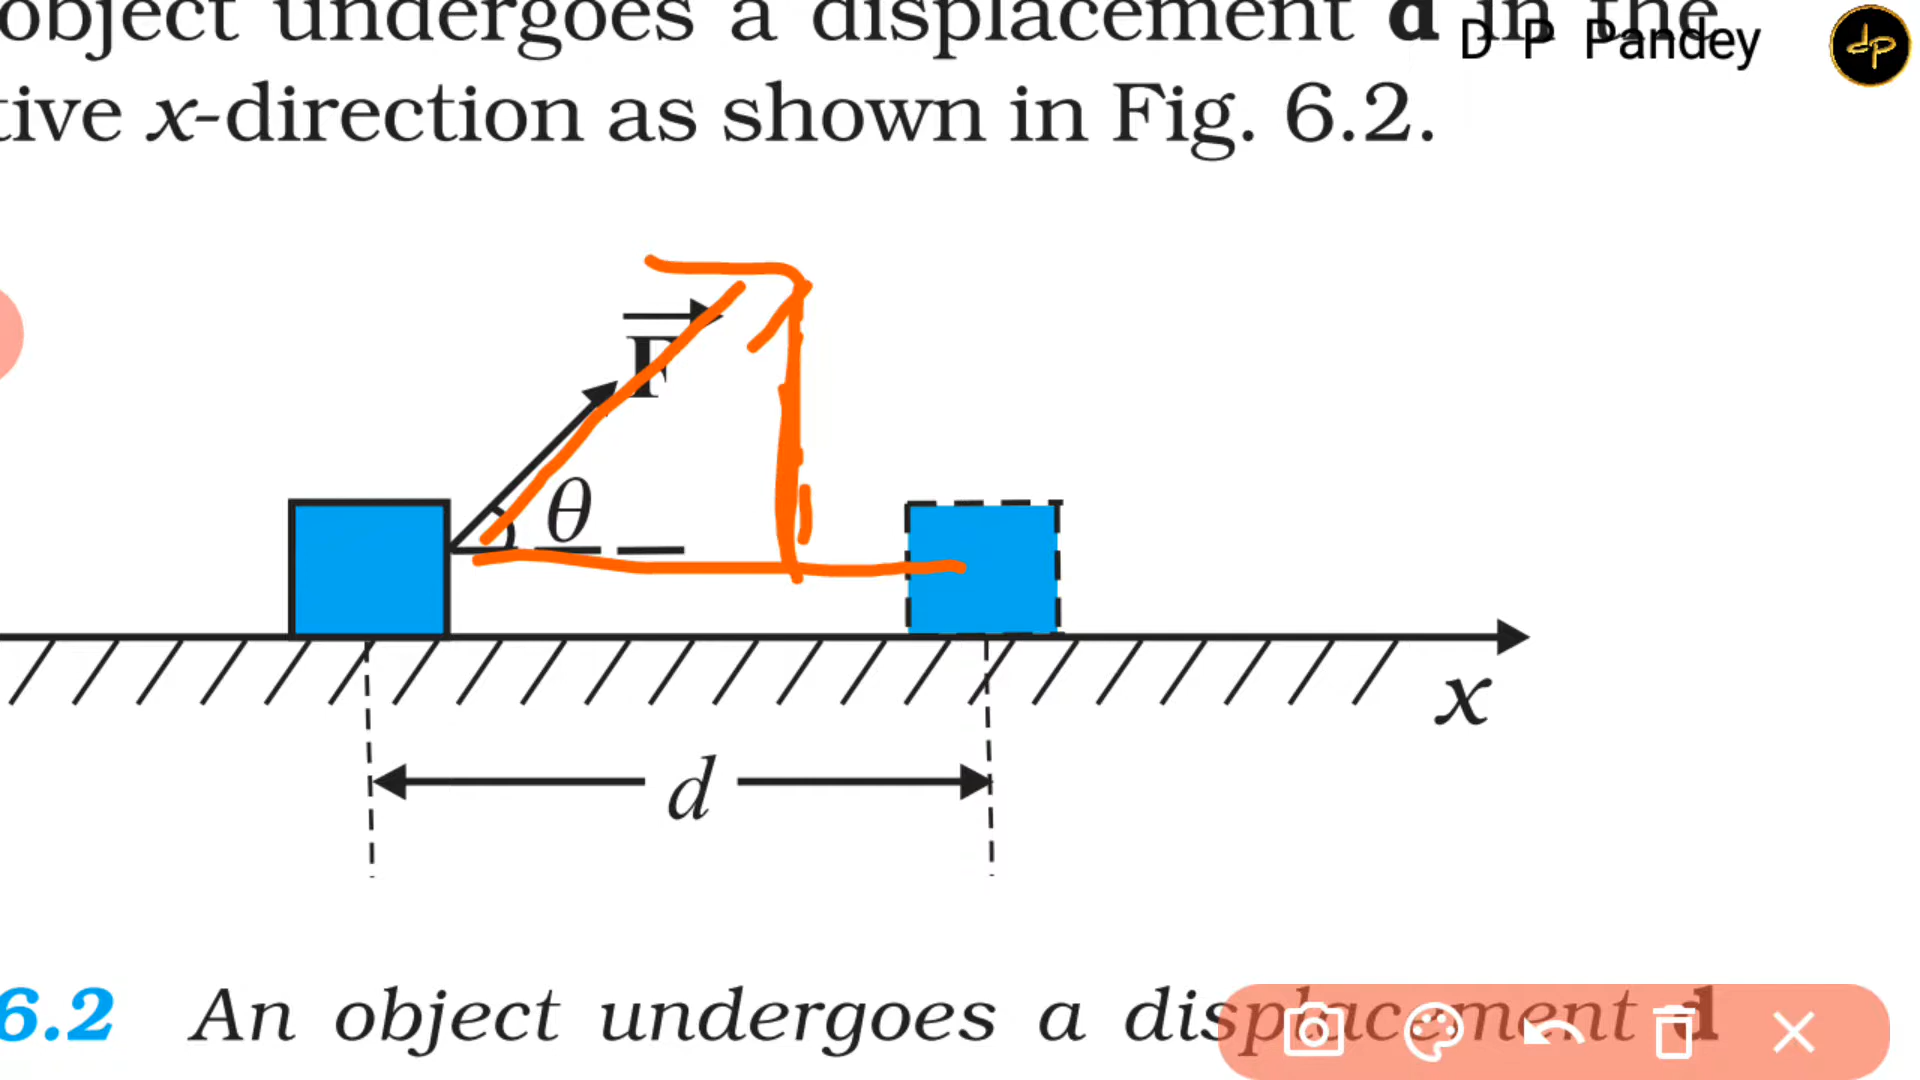 object undergoes a displacement d in the
D P Pandey
dp
tive x-direction as shown in Fig. 6.2.
F
θ
x
d
6.2 An object undergoes a displacement d